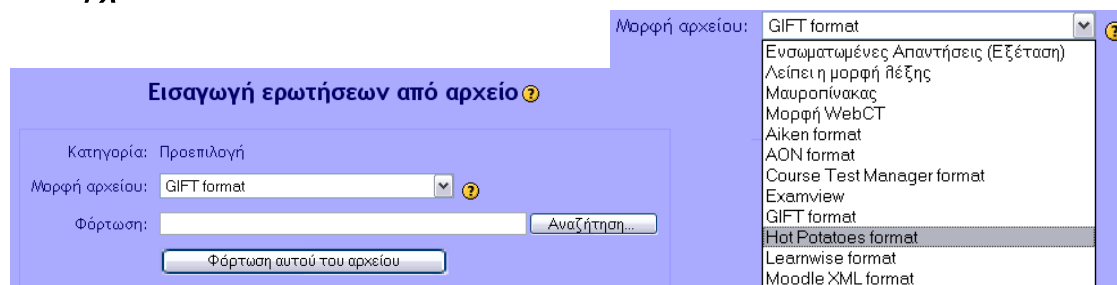 Μορφή αρχείου: GIFT format
Ενσωματωμένες Απαντήσεις (Εξέταση)
Λείπει η μορφή λέξης
Μαυροπίνακας
Μορφή WebCT
Aiken format
AON format
Course Test Manager format
Examview
GIFT format
Hot Potatoes format
Learnwise format
Moodle XML format
Εισαγωγή ερωτήσεων από αρχείο
Κατηγορία: Προεπιλογή
Μορφή αρχείου: GIFT format
Φόρτωση: Αναζήτηση...
Φόρτωση αυτού του αρχείου